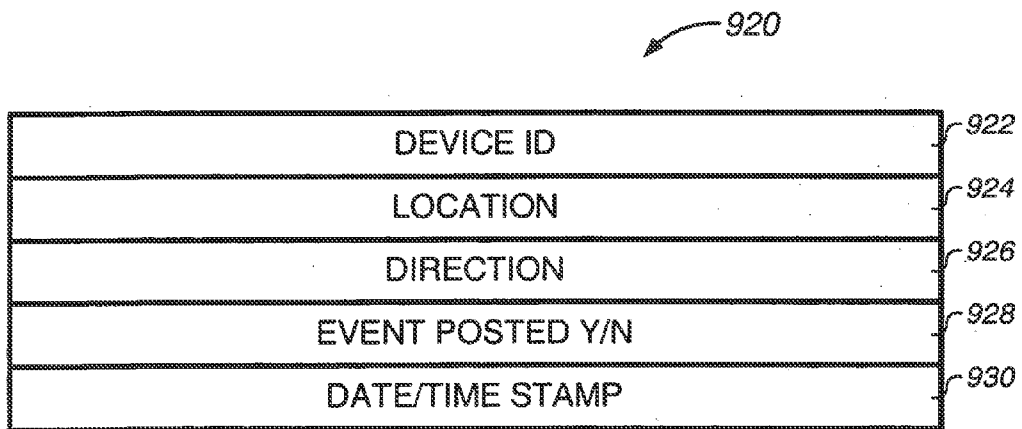 920
DEVICE ID 922
LOCATION 924
DIRECTION 926
EVENT POSTED Y/N 928
DATE/TIME STAMP 930